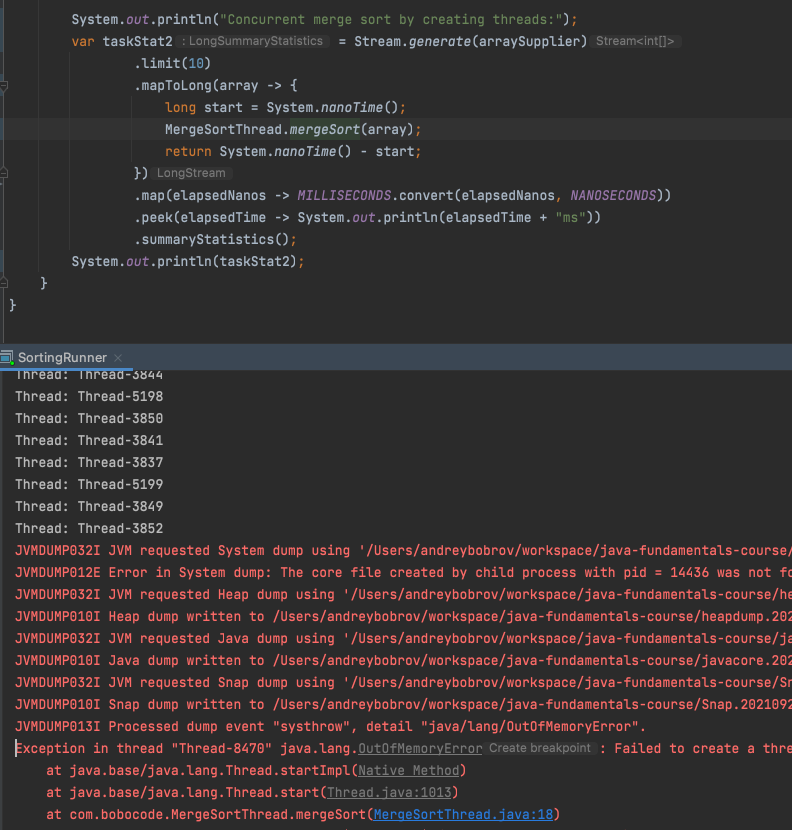 System.out.println("Concurrent merge sort by creating threads:");
var taskStat2 : LongSummaryStatistics = Stream.generate(arraySupplier) Stream<int[]>
.limit(10)
.mapToLong(array -> {
long start = System.nanoTime();
MergeSortThread.mergeSort(array);
return System.nanoTime() - start;
}) LongStream
.map(elapsedNanos -> MILLISECONDS.convert(elapsedNanos, NANOSECONDS))
.peek(elapsedTime -> System.out.println(elapsedTime + "ms"))
.summaryStatistics();
System.out.println(taskStat2);
}
}
SortingRunner ×
Thread: Thread-3844
Thread: Thread-5198
Thread: Thread-3850
Thread: Thread-3841
Thread: Thread-3837
Thread: Thread-5199
Thread: Thread-3849
Thread: Thread-3852
JVMDUMP032I JVM requested System dump using '/Users/andreybobrov/workspace/java-fundamentals-course/
JVMDUMP012E Error in System dump: The core file created by child process with pid = 14436 was not fo
JVMDUMP032I JVM requested Heap dump using '/Users/andreybobrov/workspace/java-fundamentals-course/he
JVMDUMP010I Heap dump written to /Users/andreybobrov/workspace/java-fundamentals-course/heapdump.202
JVMDUMP032I JVM requested Java dump using '/Users/andreybobrov/workspace/java-fundamentals-course/ja
JVMDUMP010I Java dump written to /Users/andreybobrov/workspace/java-fundamentals-course/javacore.202
JVMDUMP032I JVM requested Snap dump using '/Users/andreybobrov/workspace/java-fundamentals-course/Sn
JVMDUMP010I Snap dump written to /Users/andreybobrov/workspace/java-fundamentals-course/Snap.2021092
JVMDUMP013I Processed dump event "systhrow", detail "java/lang/OutOfMemoryError".
Exception in thread "Thread-8470" java.lang.OutOfMemoryError Create breakpoint : Failed to create a thre
at java.base/java.lang.Thread.startImpl(Native Method)
at java.base/java.lang.Thread.start(Thread.java:1013)
at com.bobocode.MergeSortThread.mergeSort(MergeSortThread.java:18)